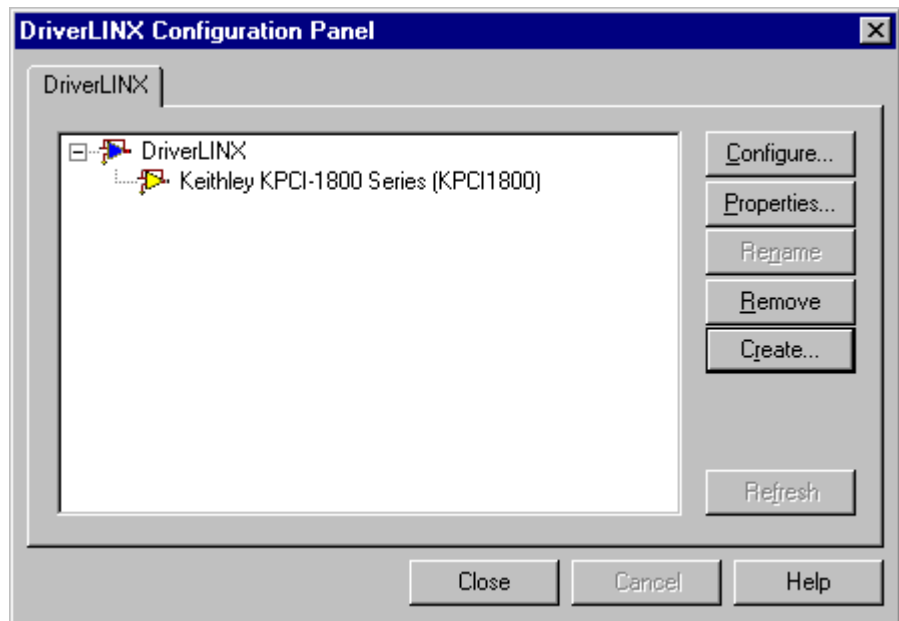 DriverLINX Configuration Panel
DriverLINX
DriverLINX
Keithley KPCI-1800 Series (KPCI1800)
Configure...
Properties...
Rename
Remove
Create...
Refresh
Close
Cancel
Help